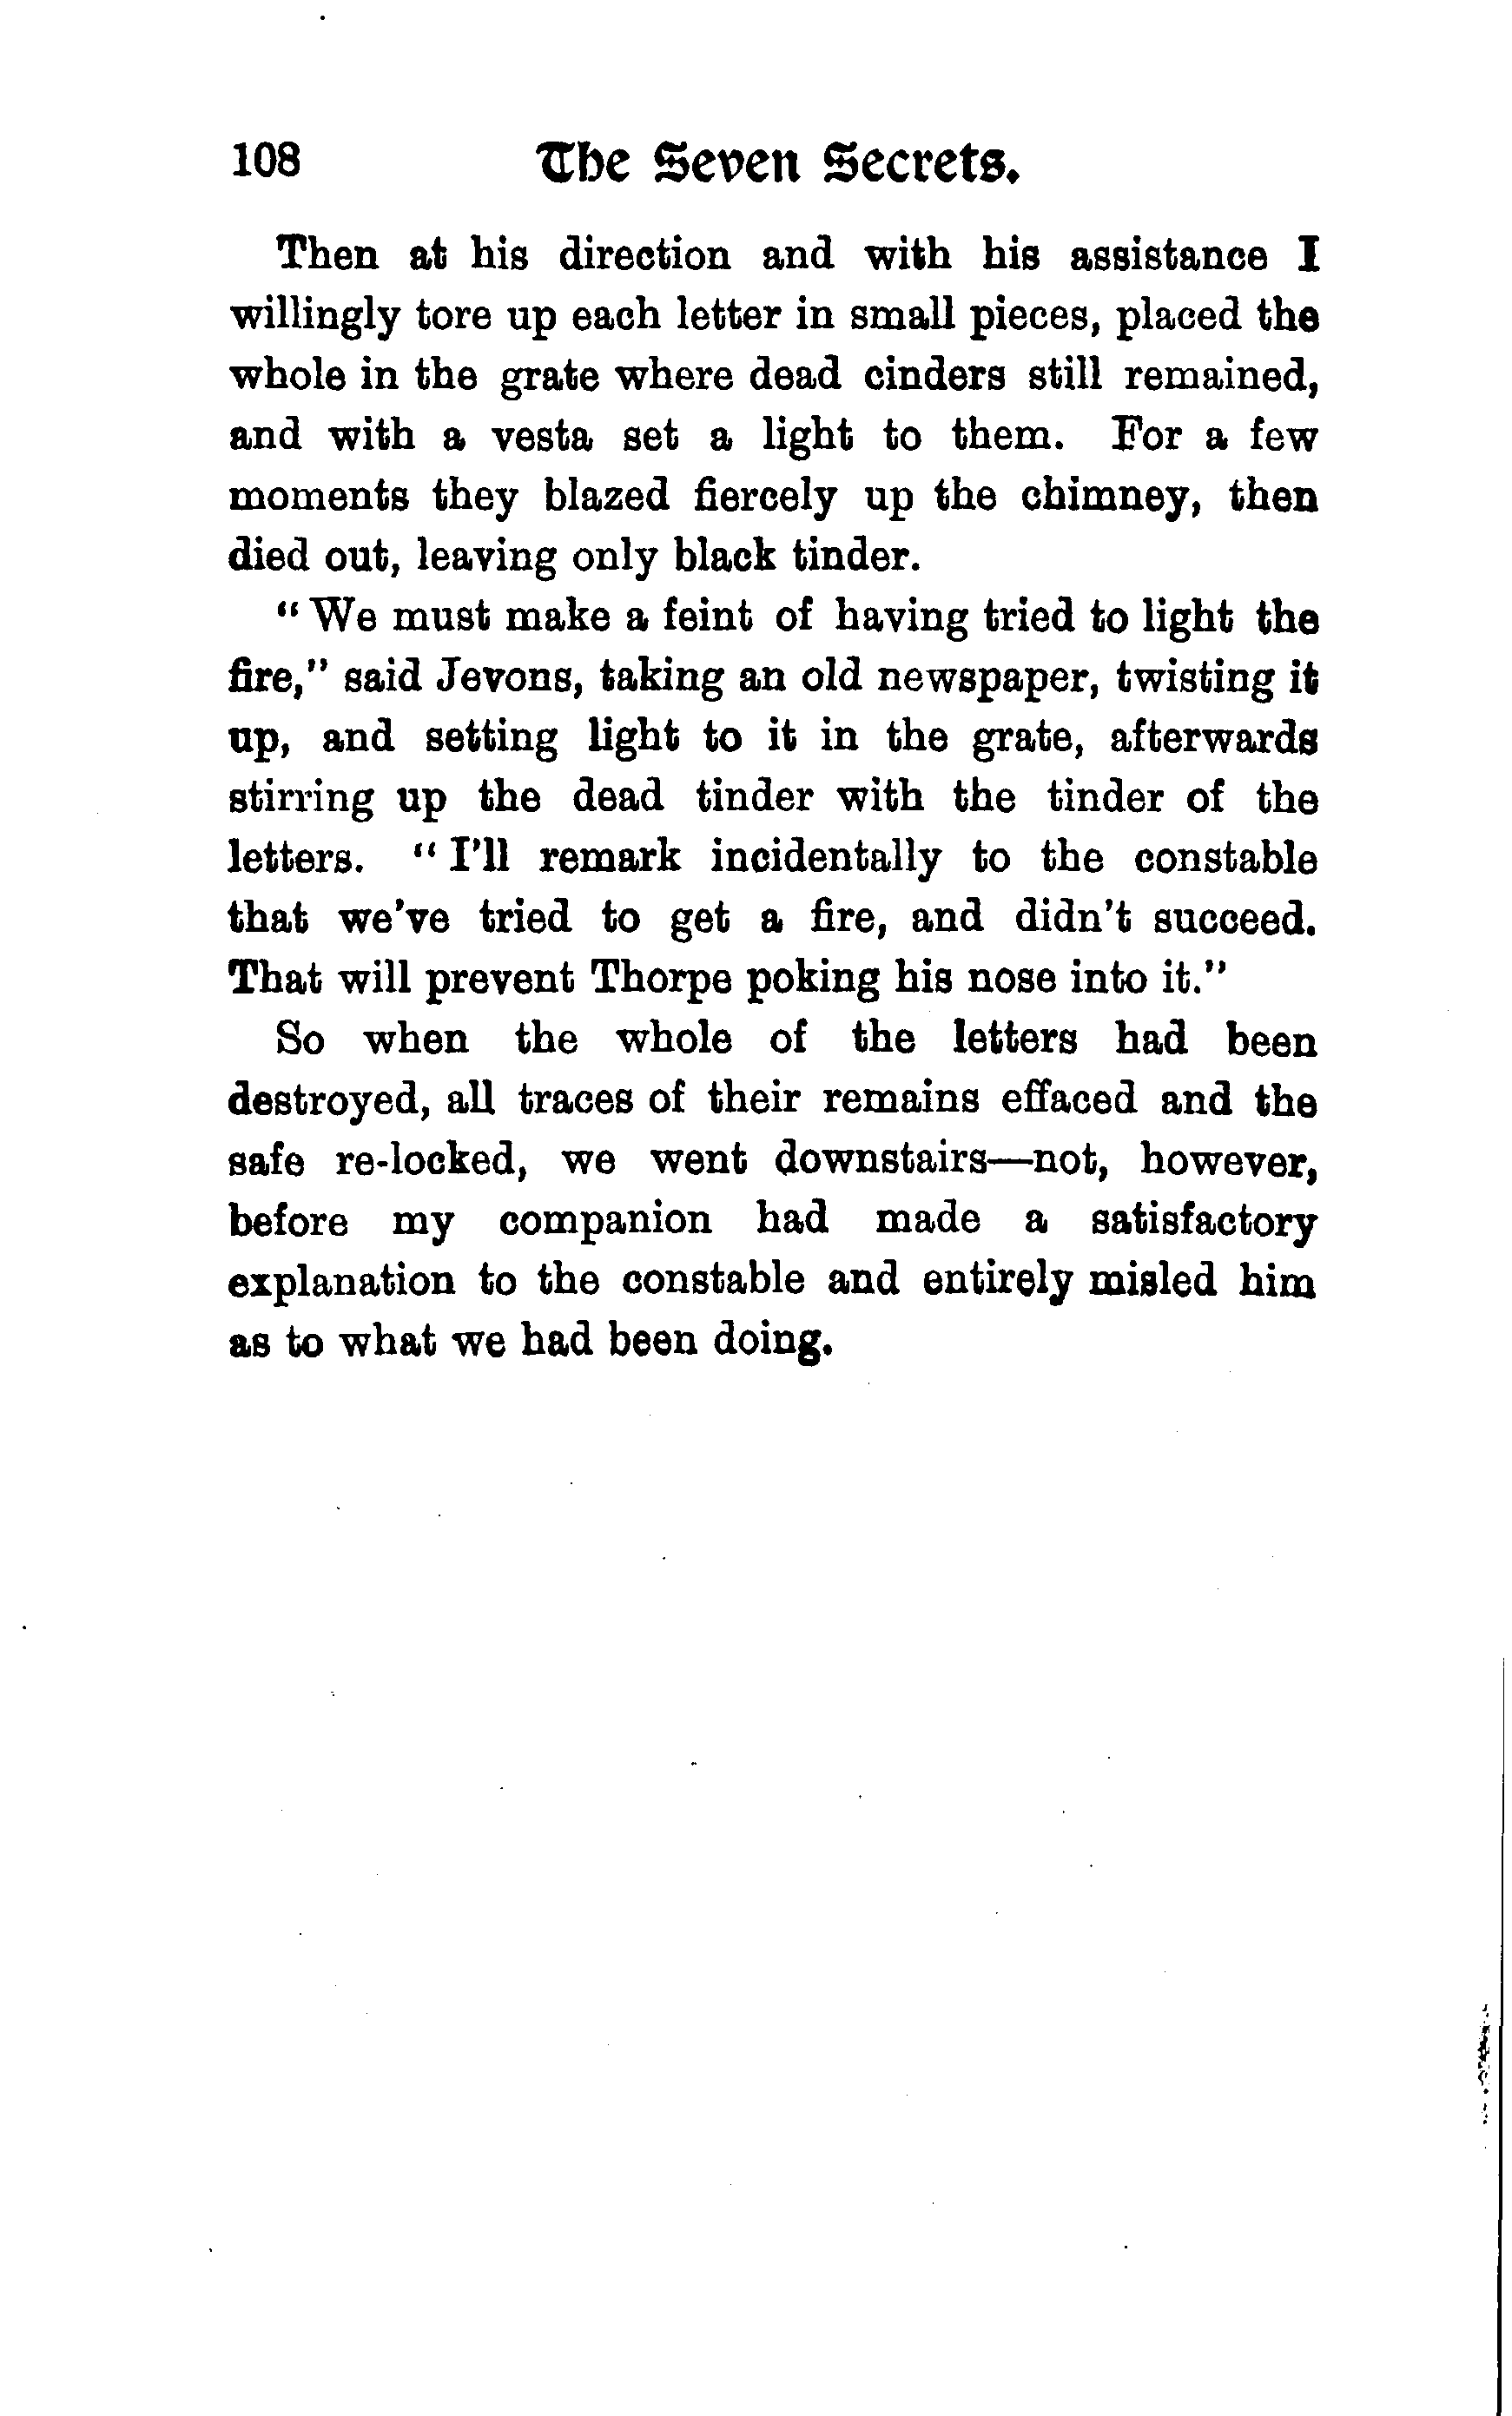 108 The Seven Secrets.
Then at his direction and with his assistance I
willingly tore up each letter in small pieces, placed the
whole in the grate where dead cinders still remained,
and with a vesta set a light to them. For a few
moments they blazed fiercely up the chimney, then
died out, leaving only black tinder.
"We must make a feint of having tried to light the
fire," said Jevons, taking an old newspaper, twisting it
up, and setting light to it in the grate, afterwards
stirring up the dead tinder with the tinder of the
letters. "I'll remark incidentally to the constable
that we've tried to get a fire, and didn't succeed.
That will prevent Thorpe poking his nose into it."
So when the whole of the letters had been
destroyed, all traces of their remains effaced and the
safe re-locked, we went downstairs—not, however,
before my companion had made a satisfactory
explanation to the constable and entirely misled him
as to what we had been doing.